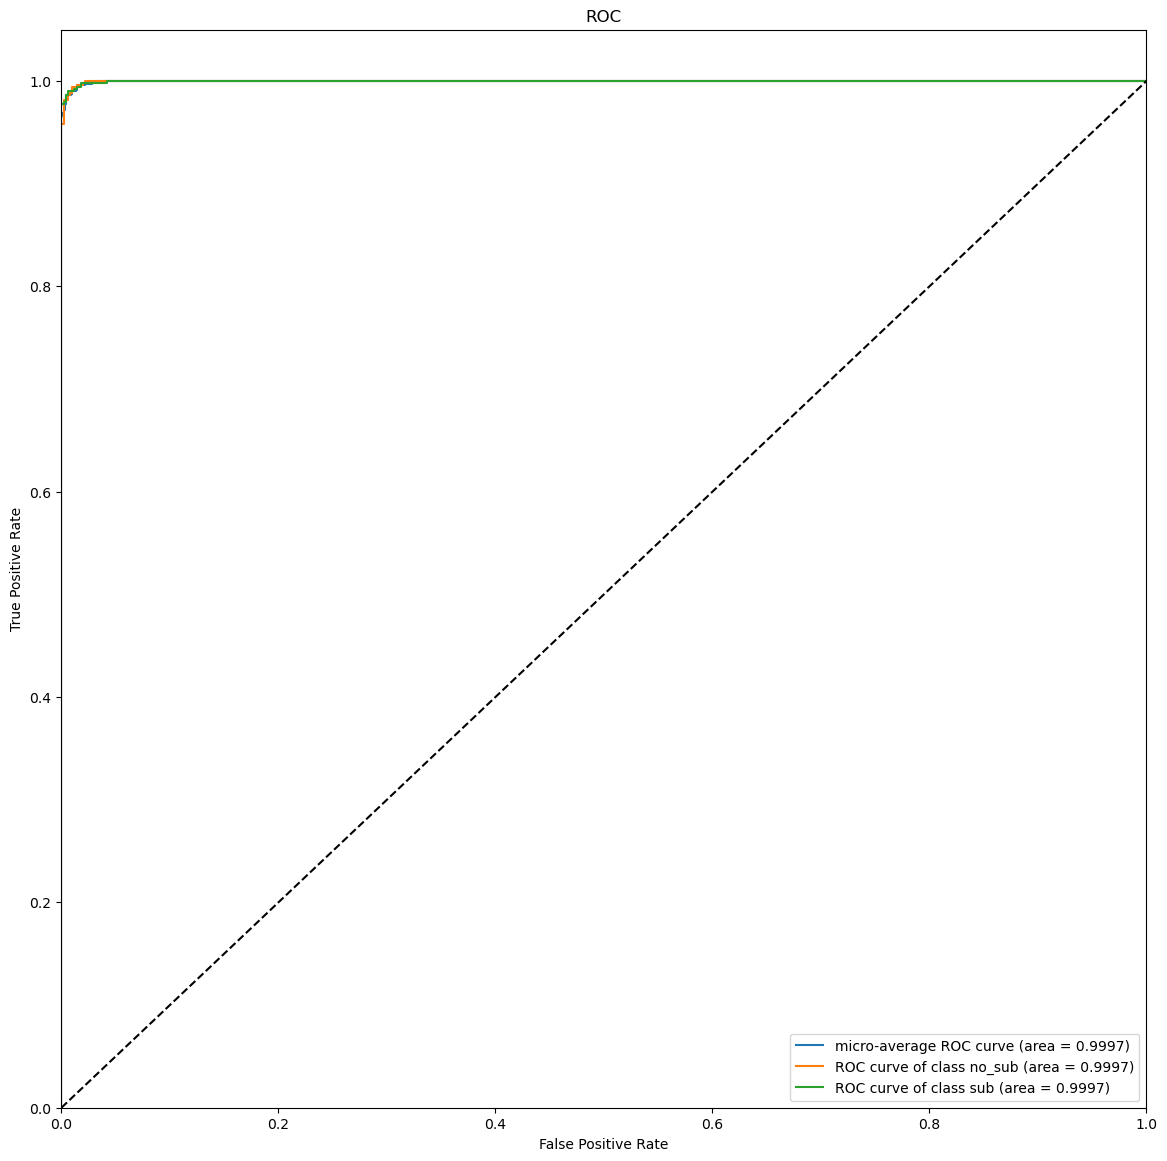 ROC
1.0
0.8
0.6
0.4
0.2
0.0
True Positive Rate
0.0 0.2 0.4 0.6 0.8 1.0
False Positive Rate
micro-average ROC curve (area = 0.9997)
ROC curve of class no_sub (area = 0.9997)
ROC curve of class sub (area = 0.9997)